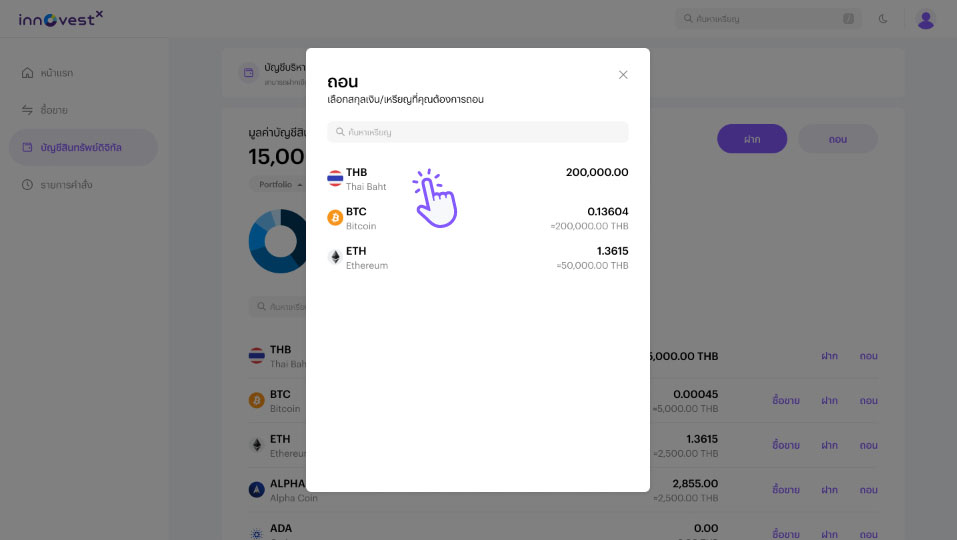 innovestx
ค้นหาเหรียญ
/
หน้าแรก
ซื้อขาย
บัญชีสินทรัพย์ดิจิทัล
รายการคำสั่ง
บัญชีบริหา
มูลค่าบัญชีสิน
15,00
ฝาก
ถอน
Portfolio
ถอน
เลือกสกุลเงิน/เหรียญที่คุณต้องการถอน
ค้นหาเหรียญ
THB
200,000.00
Thai Baht
BTC
0.13604
Bitcoin
≈200,000.00 THB
ETH
1.3615
Ethereum
≈50,000.00 THB
ค้นหาเหรียญ
THB
5,000.00 THB
ฝาก
ถอน
Thai Bah
BTC
0.00045
Bitcoin
≈5,000.00 THB
ซื้อขาย
ฝาก
ถอน
ETH
1.3615
Ethereum
≈2,500.00 THB
ซื้อขาย
ฝาก
ถอน
ALPHA
2,855.00
Alpha Coin
≈2,500.00 THB
ซื้อขาย
ฝาก
ถอน
ADA
0.00
ซื้อขาย
ฝาก
ถอน